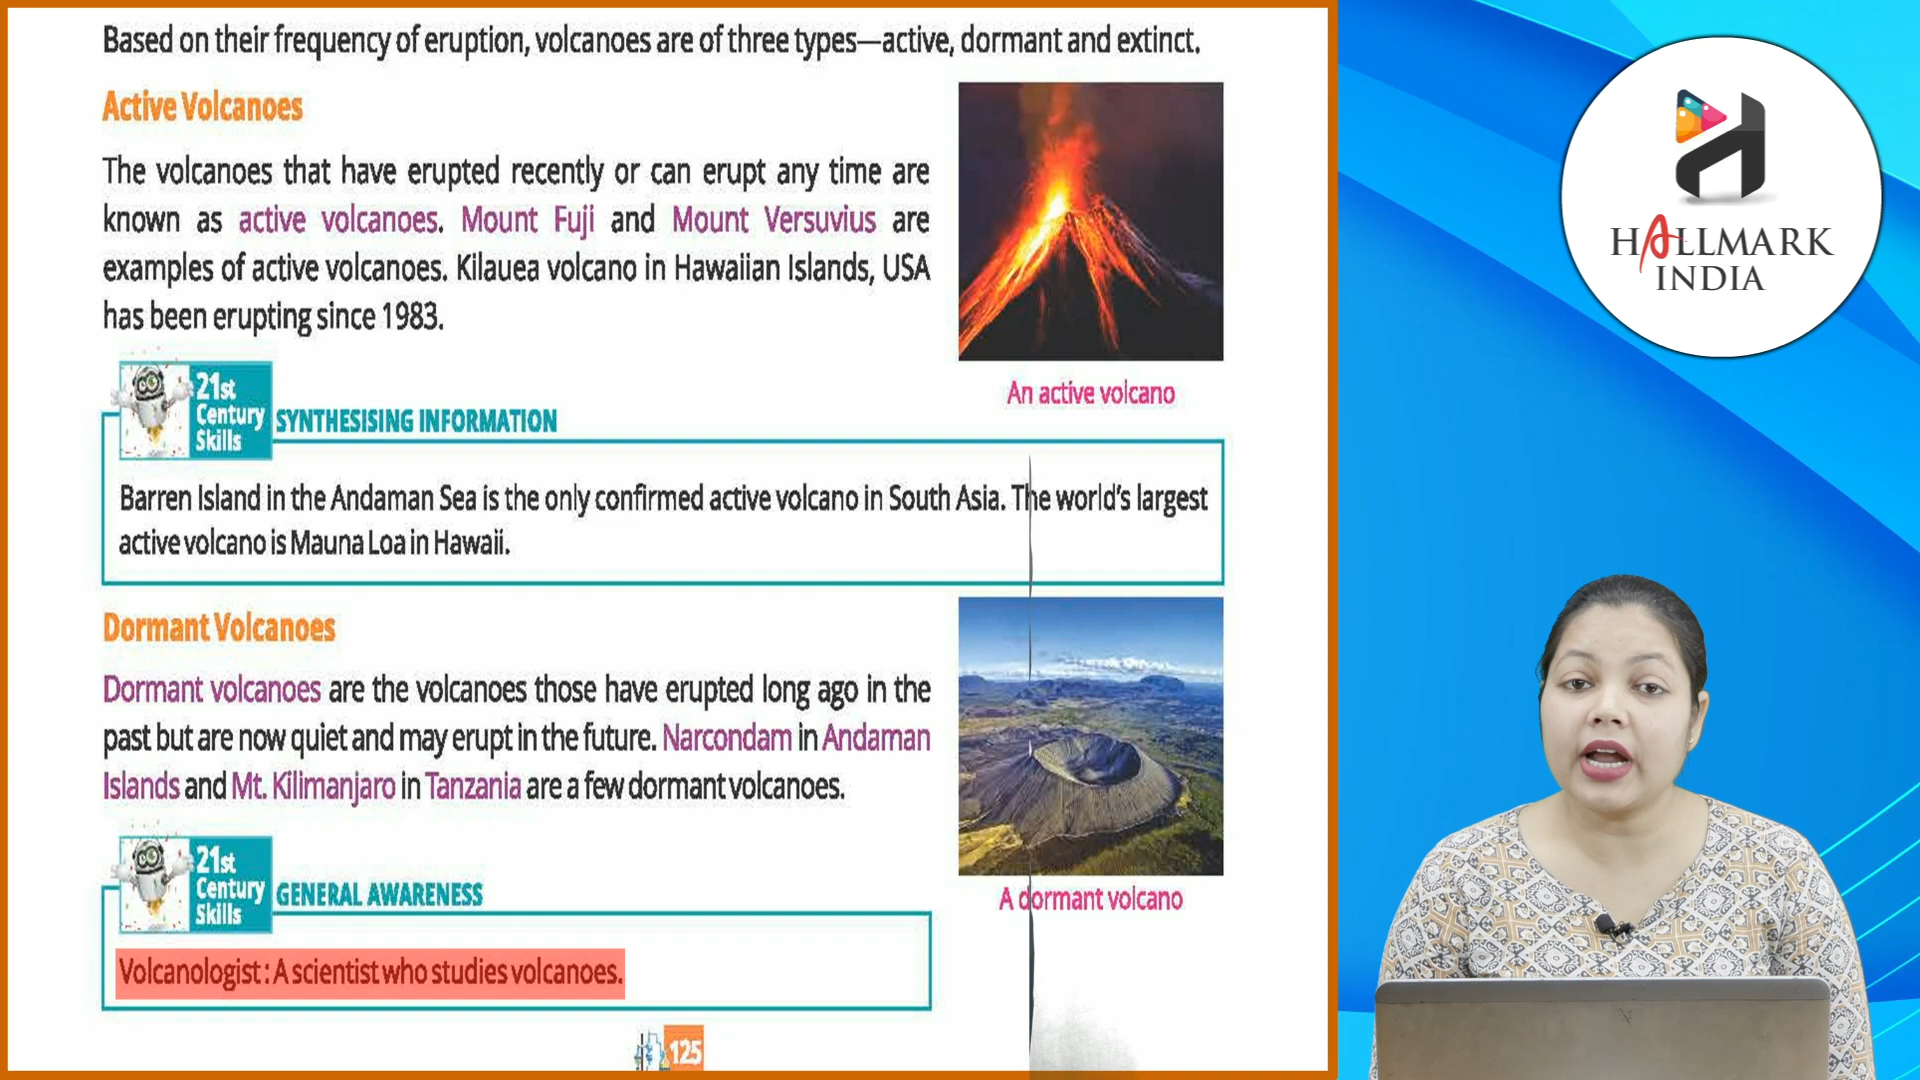 Based on their frequency of eruption, volcanoes are of three types—active, dormant and extinct.
Active Volcanoes
The volcanoes that have erupted recently or can erupt any time are
known as active volcanoes. Mount Fuji and Mount Versuvius are
examples of active volcanoes. Kilauea volcano in Hawaiian Islands, USA
has been erupting since 1983.
An active volcano
21st
Century
Skills
SYNTHESISING INFORMATION
Barren Island in the Andaman Sea is the only confirmed active volcano in South Asia. The world's largest
active volcano is Mauna Loa in Hawaii.
Dormant Volcanoes
Dormant volcanoes are the volcanoes those have erupted long ago in the
past but are now quiet and may erupt in the future. Narcondam in Andaman
Islands and Mt. Kilimanjaro in Tanzania are a few dormant volcanoes.
A dormant volcano
21st
Century
Skills
GENERAL AWARENESS
Volcanologist : A scientist who studies volcanoes.
125
HALLMARK
INDIA